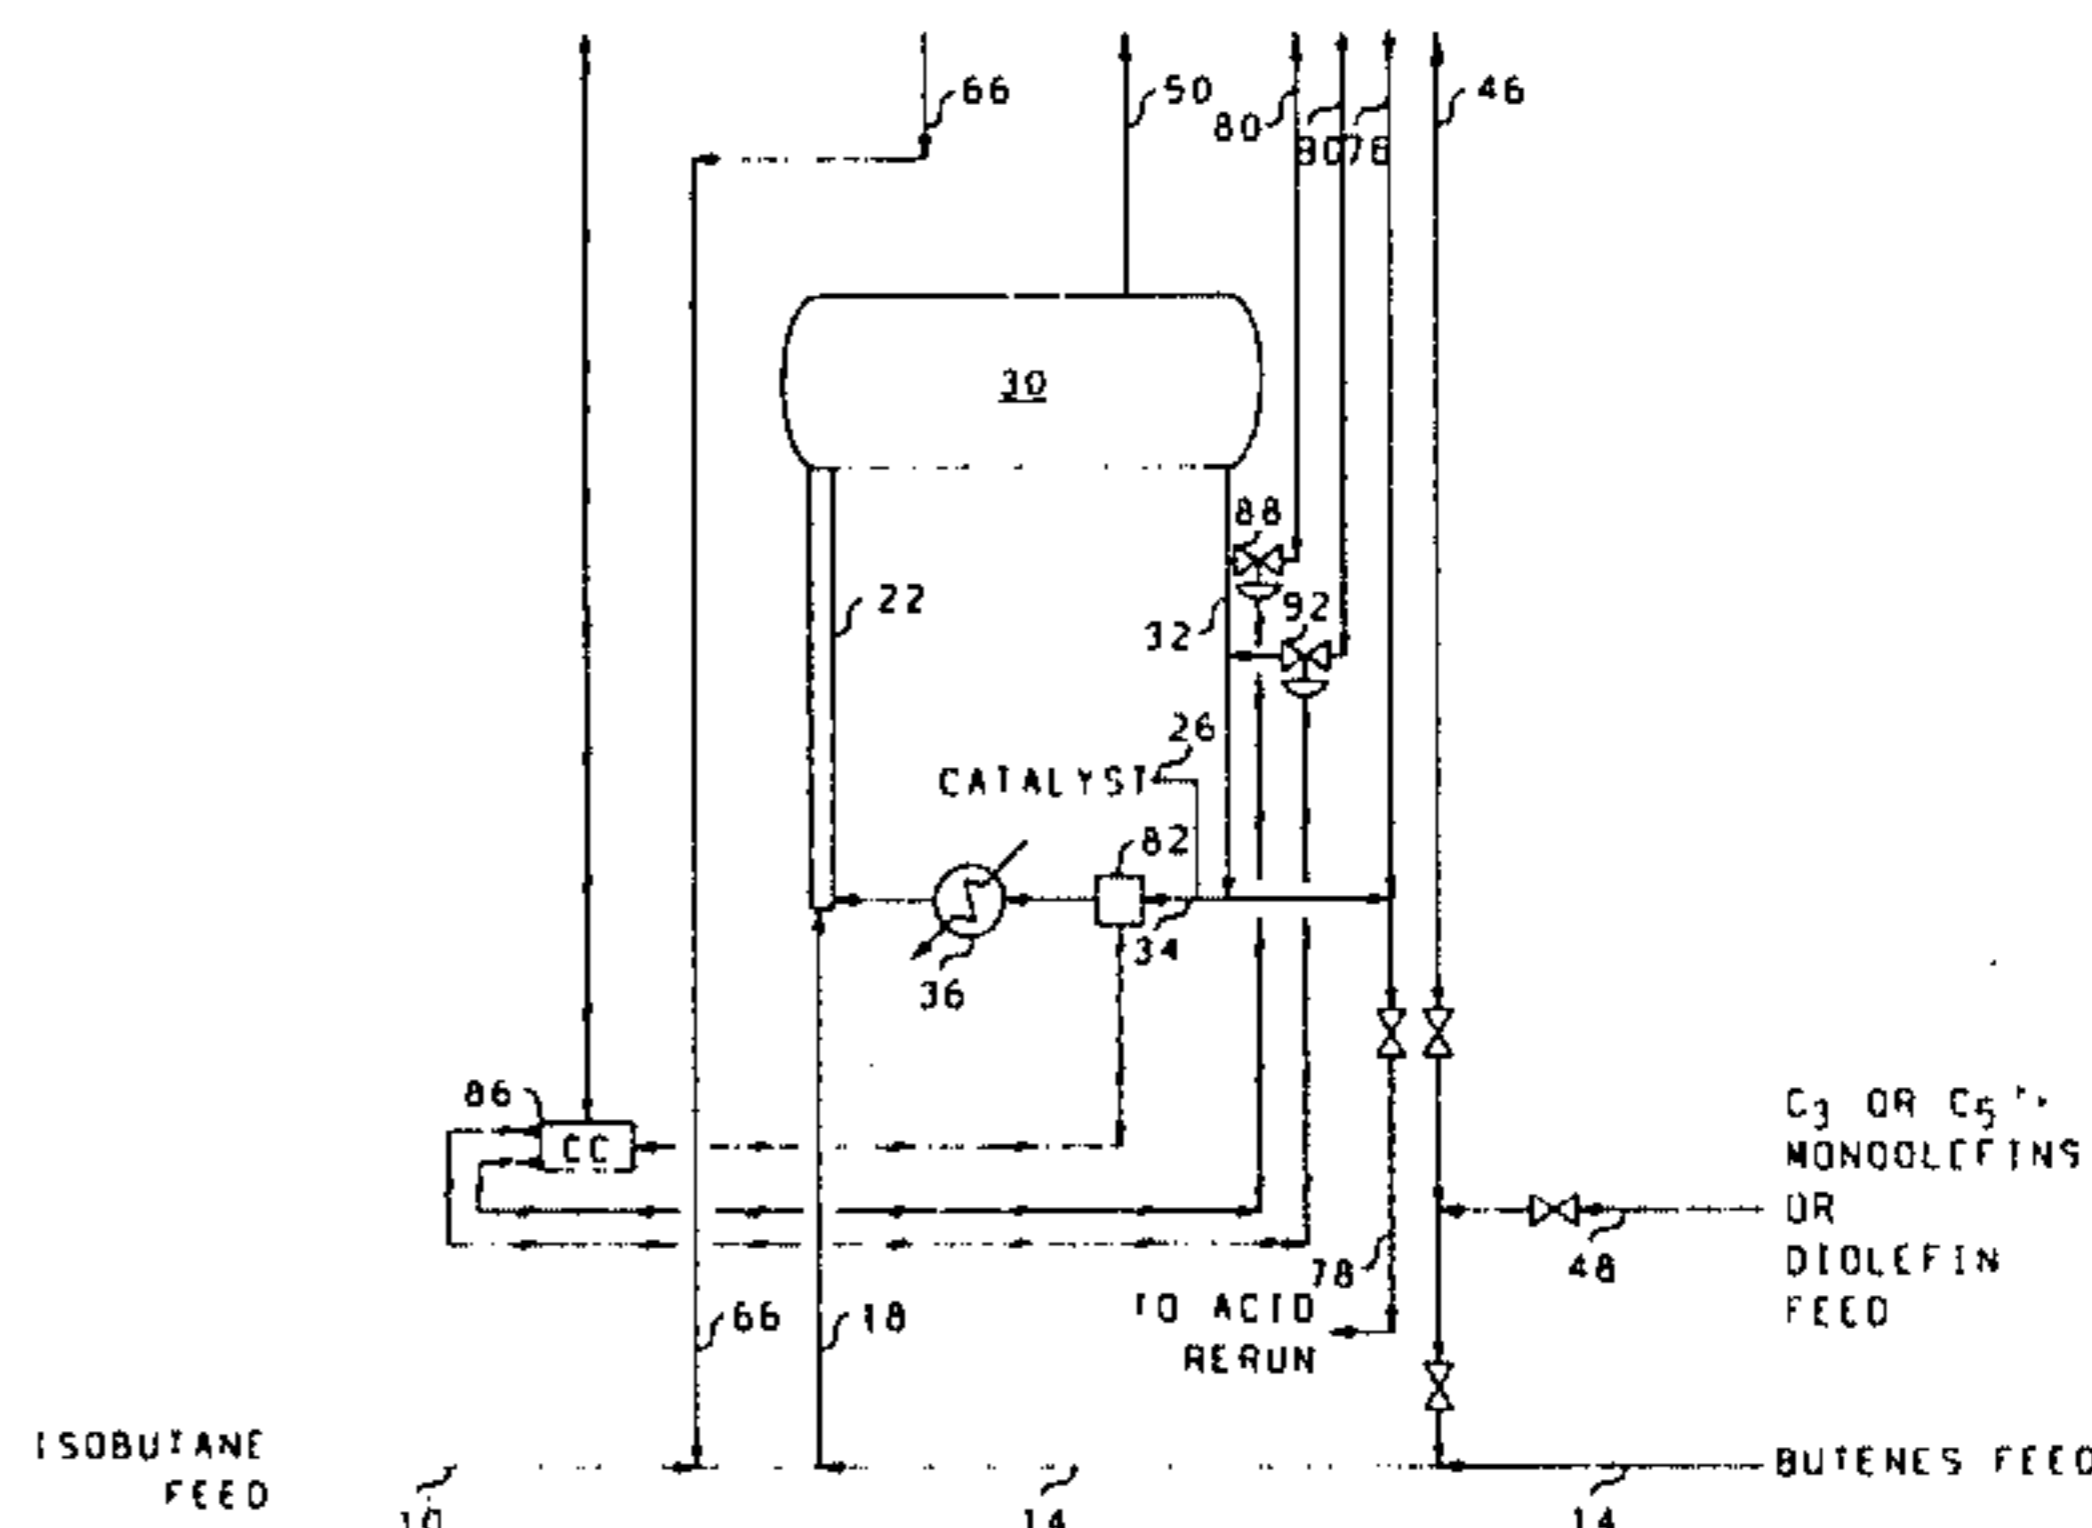 66
50
80
90
76
46
30
88
22
92
32
26
CATALYST
82
34
36
86
CC
C3 OR C5
MONOOLEFINS
OR
DIOLEFIN
FEED
48
78
TO ACID
RERUN
66
18
ISOBUTANE
FEED
BUTENES FEED
10
14
14